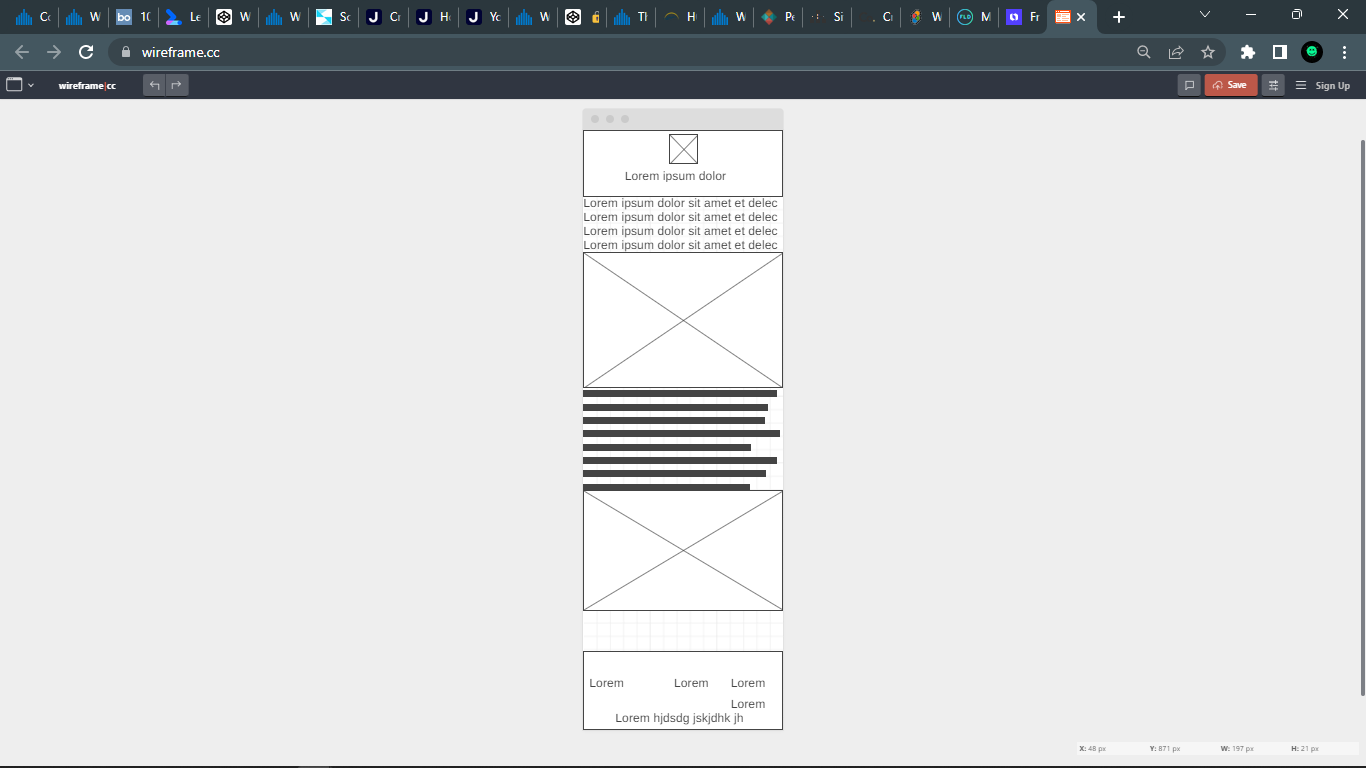 Cc
W
bo
10
Le
W
W
Sc
J
Cr
J
H
J
Yc
W
Tl
H
W
Pe
Si
Ci
W
FLD
M
Fr
wireframe.cc
wireframe|cc
Save
Sign Up
Lorem ipsum dolor
Lorem ipsum dolor sit amet et delec
Lorem ipsum dolor sit amet et delec
Lorem ipsum dolor sit amet et delec
Lorem ipsum dolor sit amet et delec
Lorem Lorem Lorem
Lorem
Lorem hjdsdg jskjdhk jh
X: 48 px Y: 871 px W: 197 px H: 21 px